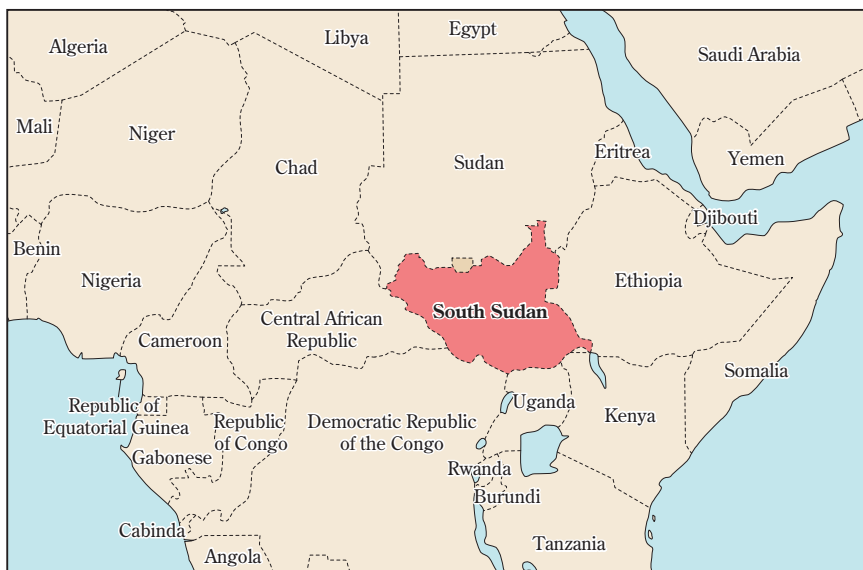 Libya
Egypt
Algeria
Saudi Arabia
Mali
Niger
Chad
Sudan
Eritrea
Yemen
Djibouti
Benin
Nigeria
Ethiopia
South Sudan
Central African
Republic
Cameroon
Somalia
Republic of
Equatorial Guinea
Republic
of Congo
Democratic Republic
of the Congo
Uganda
Kenya
Gabonese
Rwanda
Burundi
Cabinda
Angola
Tanzania